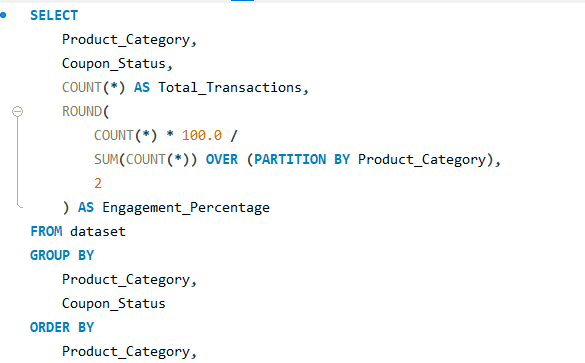 SELECT
Product_Category,
Coupon_Status,
COUNT(*) AS Total_Transactions,
ROUND(
COUNT(*) * 100.0 /
SUM(COUNT(*)) OVER (PARTITION BY Product_Category),
2
) AS Engagement_Percentage
FROM dataset
GROUP BY
Product_Category,
Coupon_Status
ORDER BY
Product_Category,